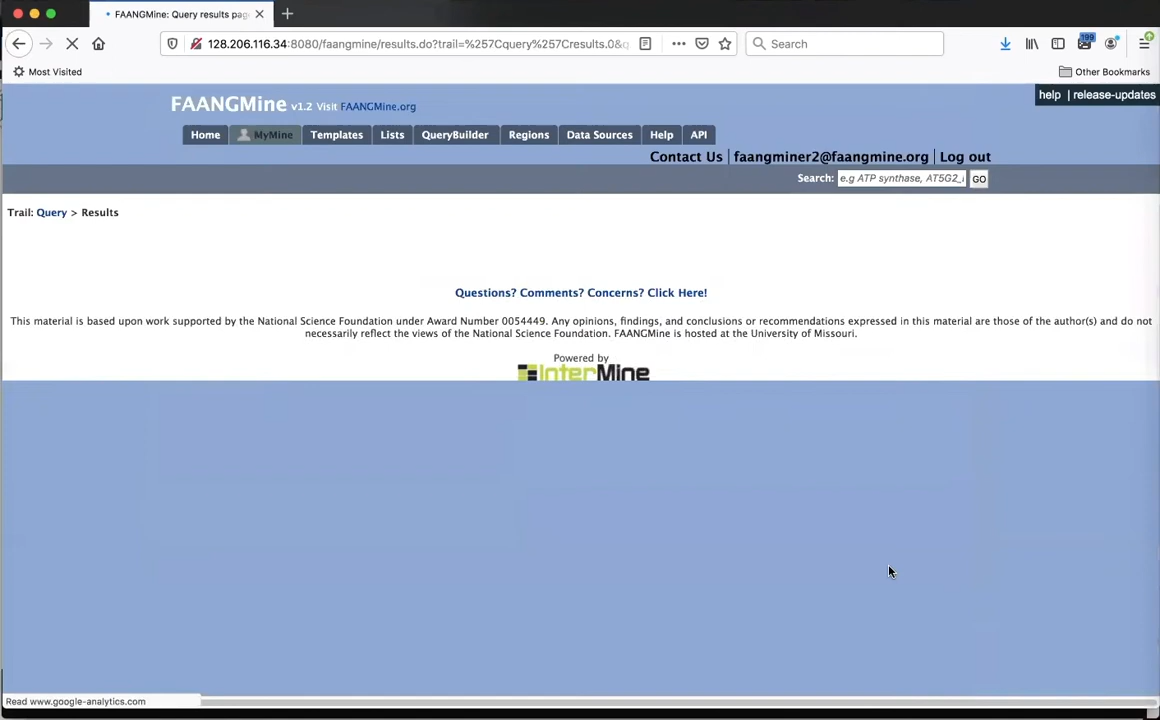 FAANGMine: Query results pag
128.206.116.34:8080/faangmine/results.do?trail=%257Cquery%257Cresults.0&q
Search
199
Most Visited
Other Bookmarks
FAANGMine v1.2 Visit FAANGMine.org
help | release-updates
Home MyMine Templates Lists QueryBuilder Regions Data Sources Help API
Contact Us | faangminer2@faangmine.org | Log out
Search: e.g ATP synthase, AT5G2_I GO
Trail: Query > Results
Questions? Comments? Concerns? Click Here!
This material is based upon work supported by the National Science Foundation under Award Number 0054449. Any opinions, findings, and conclusions or recommendations expressed in this material are those of the author(s) and do not
necessarily reflect the views of the National Science Foundation. FAANGMine is hosted at the University of Missouri.
Powered by
InterMine
Read www.google-analytics.com